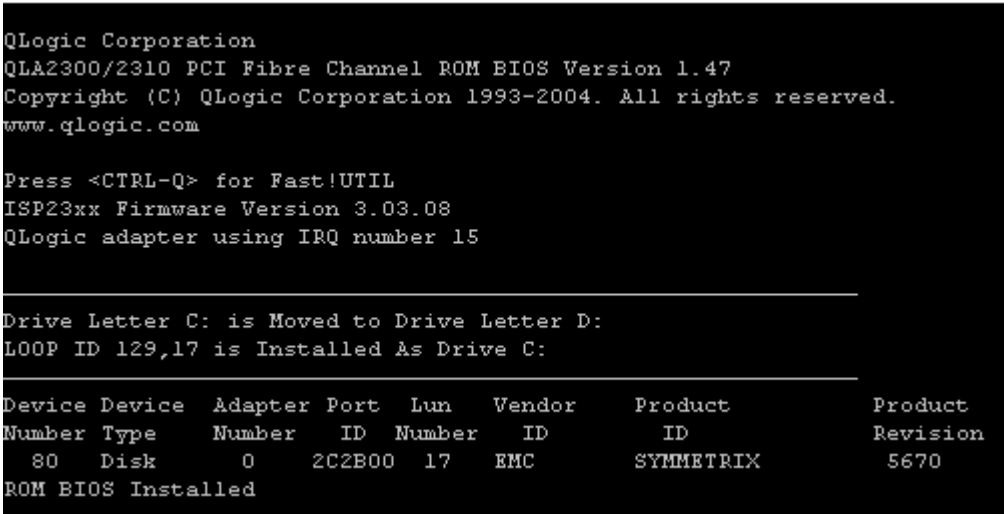 QLogic Corporation
QLA2300/2310 PCI Fibre Channel ROM BIOS Version 1.47
Copyright (C) QLogic Corporation 1993-2004. All rights reserved.
www.qlogic.com
Press <CTRL-Q> for Fast!UTIL
ISP23xx Firmware Version 3.03.08
QLogic adapter using IRQ number 15
Drive Letter C: is Moved to Drive Letter D:
LOOP ID 129,17 is Installed As Drive C:
Device Device Adapter Port Lun Vendor Product Product
Number Type Number ID Number ID ID Revision
80 Disk 0 2C2B00 17 EMC SYMMETRIX 5670
ROM BIOS Installed